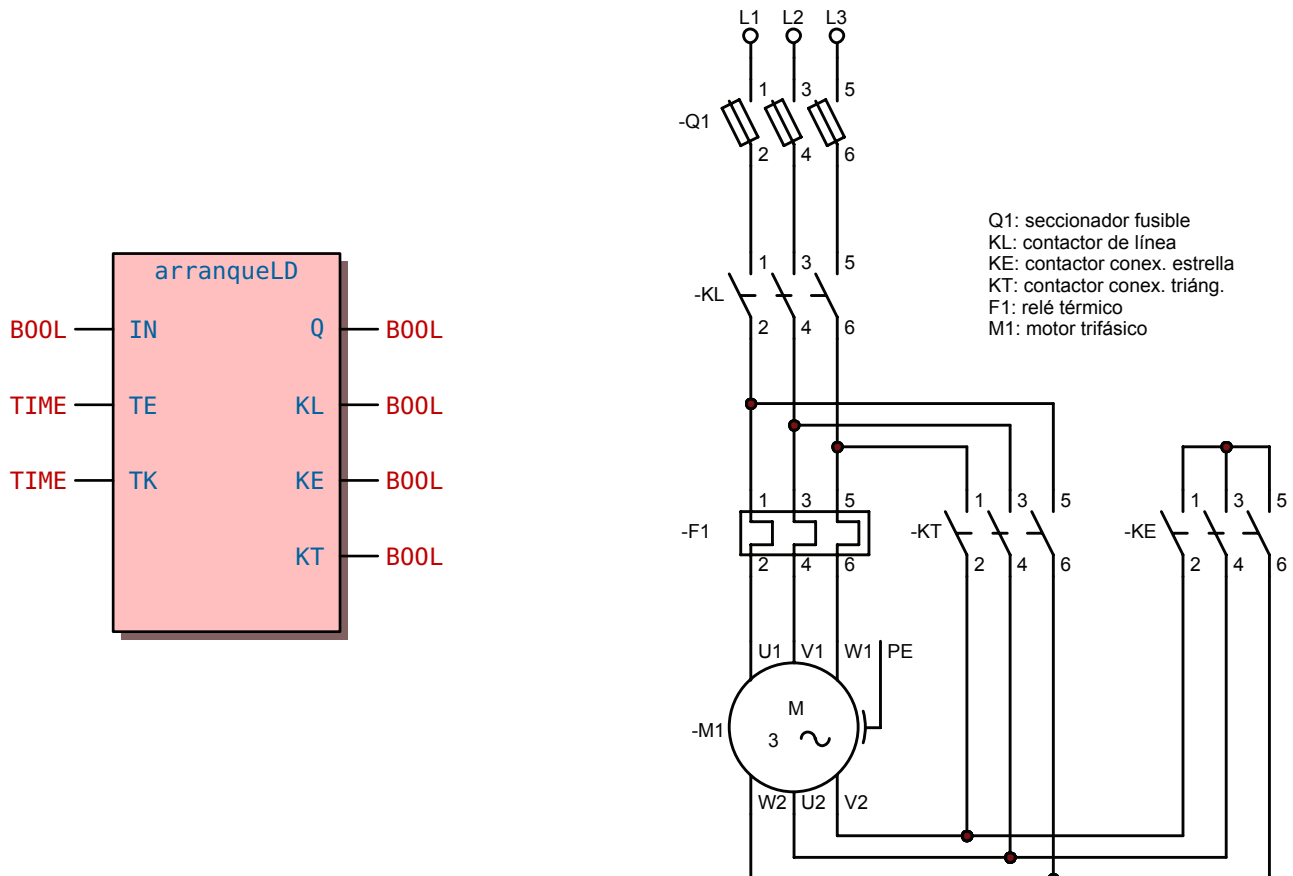 arranqueLD
BOOL IN Q BOOL
TIME TE KL BOOL
TIME TK KE BOOL
KT BOOL
L1 L2 L3
1 3 5
-Q1
2 4 6
Q1: seccionador fusible
KL: contactor de línea
KE: contactor conex. estrella
KT: contactor conex. triáng.
F1: relé térmico
M1: motor trifásico
1 3 5
-KL
2 4 6
1 3 5
-F1
2 4 6
1 3 5
-KT
2 4 6
1 3 5
-KE
2 4 6
U1 V1 W1 PE
M
-M1
3
W2 U2 V2